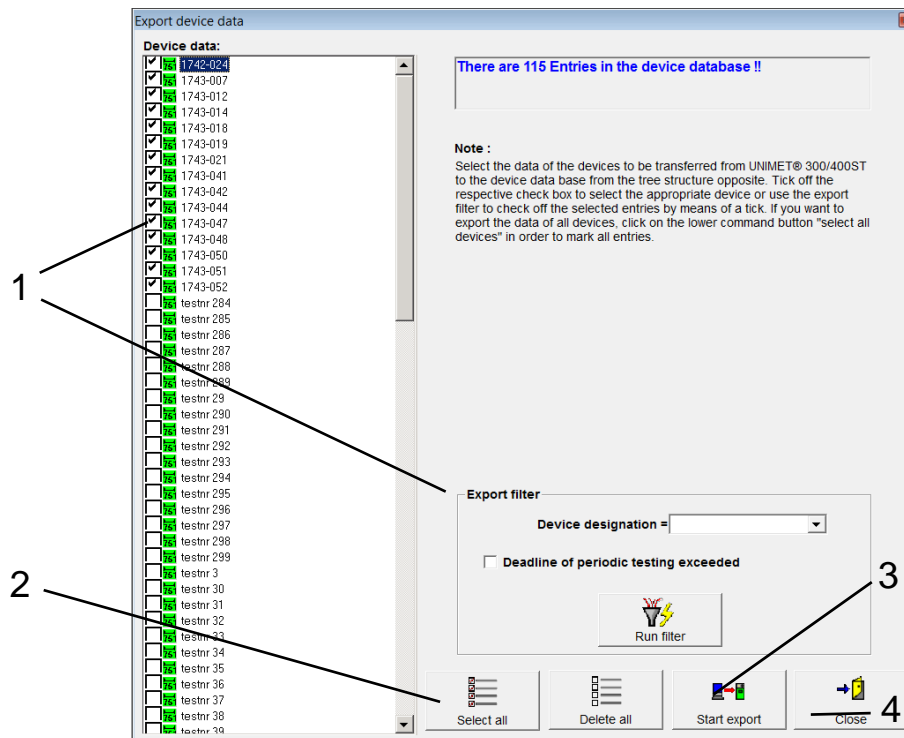 Export device data
Device data:
1742-024
1743-007
1743-012
1743-014
1743-018
1743-019
1743-021
1743-041
1743-042
1743-044
1743-047
1743-048
1743-050
1743-051
1743-052
testnr 284
testnr 285
testnr 286
testnr 287
testnr 288
testnr 289
testnr 29
testnr 290
testnr 291
testnr 292
testnr 293
testnr 294
testnr 295
testnr 296
testnr 297
testnr 298
testnr 299
testnr 3
testnr 30
testnr 31
testnr 32
testnr 33
testnr 34
testnr 35
testnr 36
testnr 37
testnr 38
testnr 39
There are 115 Entries in the device database !!
Note :
Select the data of the devices to be transferred from UNIMET® 300/400ST
to the device data base from the tree structure opposite. Tick off the
respective check box to select the appropriate device or use the export
filter to check off the selected entries by means of a tick. If you want to
export the data of all devices, click on the lower command button "select all
devices" in order to mark all entries.
Export filter
Device designation =
Deadline of periodic testing exceeded
Run filter
Select all
Delete all
Start export
Close
1
2
3
4